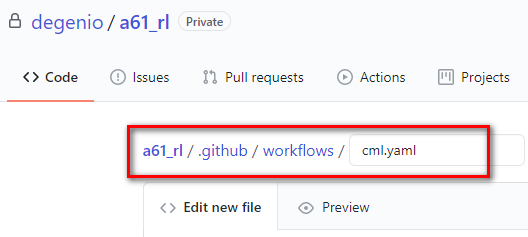 degenio / a61_rl Private
Code Issues Pull requests Actions Projects
a61_rl / .github / workflows / cml.yaml
Edit new file Preview